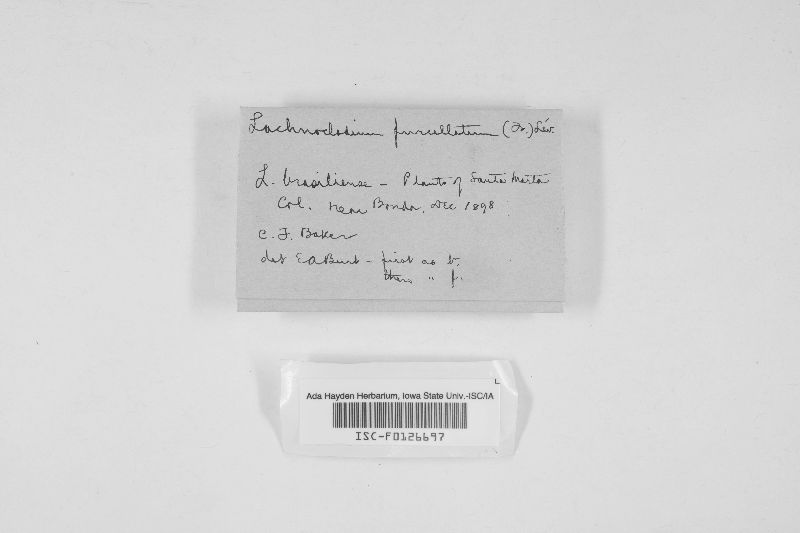 Lachnocladium furcellatum (Fr.) Lév.
L. brasiliense - Plants of Santa Marta
Col. near Bonda, Dec 1898
C. F. Baker
det E A Burt - first as b.
then " f.
L
Ada Hayden Herbarium, Iowa State Univ.-ISC/IA
ISC-F0126697